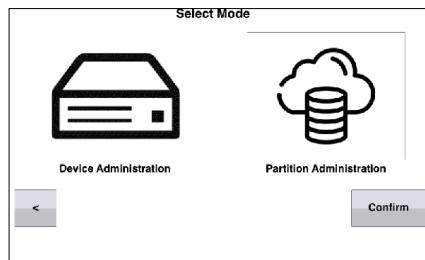 Select Mode
Device Administration
Partition Administration
<
Confirm